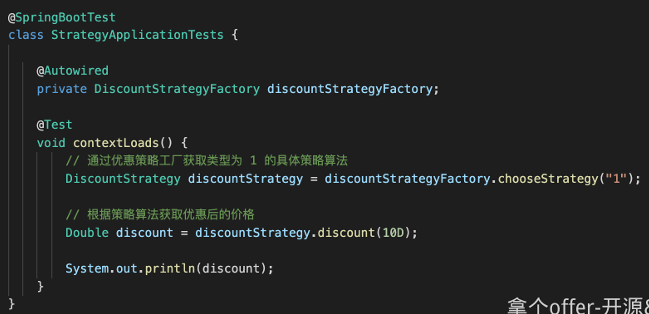 @SpringBootTest
class StrategyApplicationTests {
@Autowired
private DiscountStrategyFactory discountStrategyFactory;
@Test
void contextLoads() {
// 通过优惠策略工厂获取类型为 1 的具体策略算法
DiscountStrategy discountStrategy = discountStrategyFactory.chooseStrategy("1");
// 根据策略算法获取优惠后的价格
Double discount = discountStrategy.discount(10D);
System.out.println(discount);
}
}
拿个offer-开源&